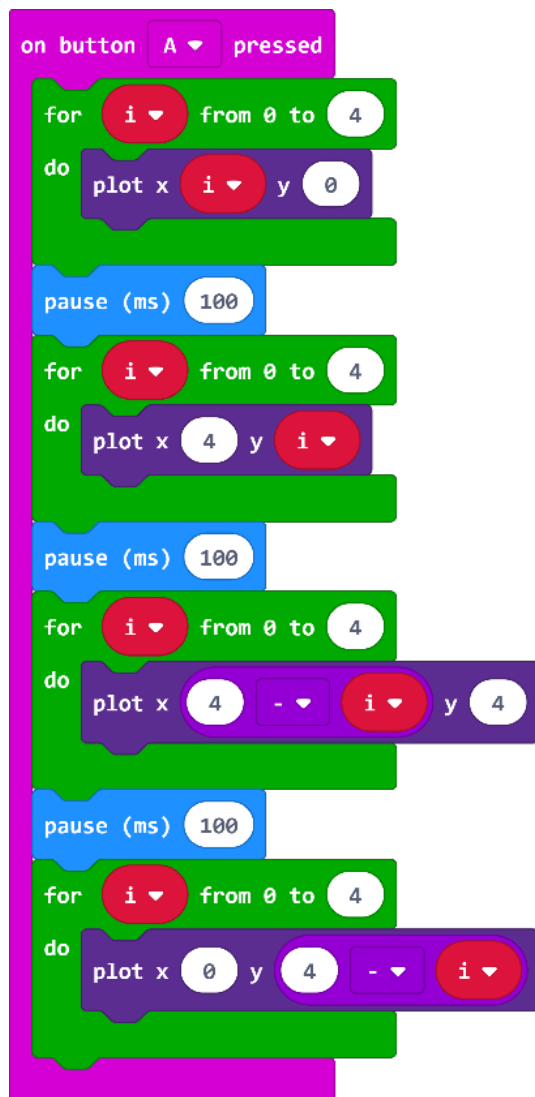 on button A pressed
for i from 0 to 4
do
plot x i y 0
pause (ms) 100
for i from 0 to 4
do
plot x 4 y i
pause (ms) 100
for i from 0 to 4
do
plot x 4 - i y 4
pause (ms) 100
for i from 0 to 4
do
plot x 0 y 4 - i